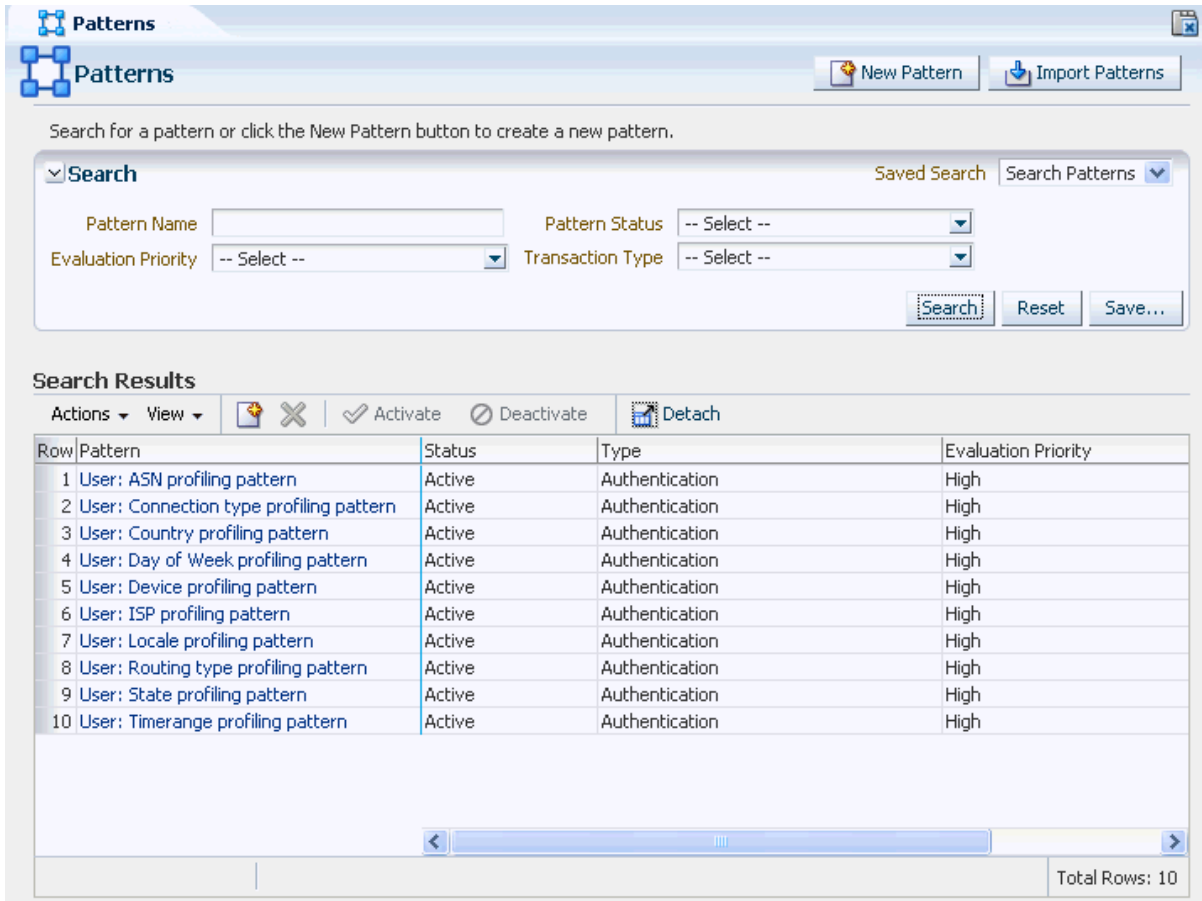 Patterns
Patterns
New Pattern Import Patterns
Search for a pattern or click the New Pattern button to create a new pattern.
Search Saved Search Search Patterns
Pattern Name Pattern Status -- Select --
Evaluation Priority -- Select -- Transaction Type -- Select --
Search Reset Save...
Search Results
Actions View Activate Deactivate Detach
Row Pattern Status Type Evaluation Priority
1 User: ASN profiling pattern Active Authentication High
2 User: Connection type profiling pattern Active Authentication High
3 User: Country profiling pattern Active Authentication High
4 User: Day of Week profiling pattern Active Authentication High
5 User: Device profiling pattern Active Authentication High
6 User: ISP profiling pattern Active Authentication High
7 User: Locale profiling pattern Active Authentication High
8 User: Routing type profiling pattern Active Authentication High
9 User: State profiling pattern Active Authentication High
10 User: Timerange profiling pattern Active Authentication High
Total Rows: 10